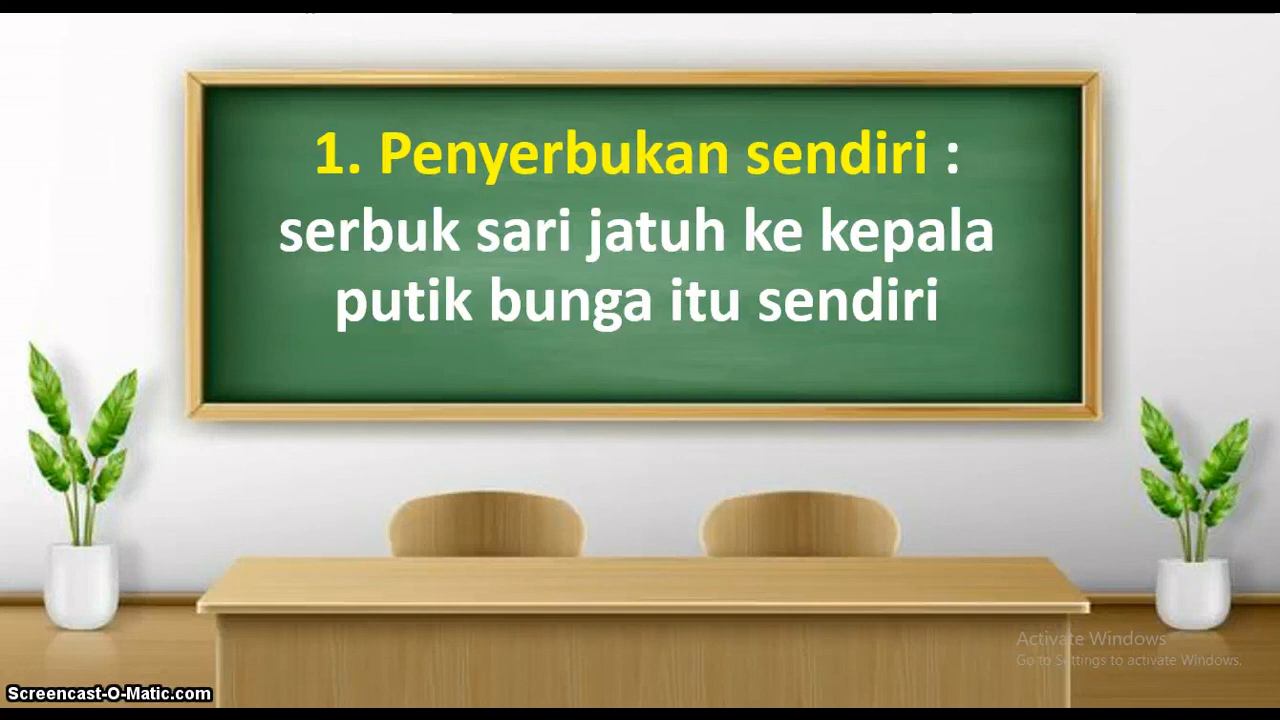 1. Penyerbukan sendiri :
serbuk sari jatuh ke kepala
putik bunga itu sendiri
Activate Windows
Go to Settings to activate Windows.
Screencast-O-Matic.com